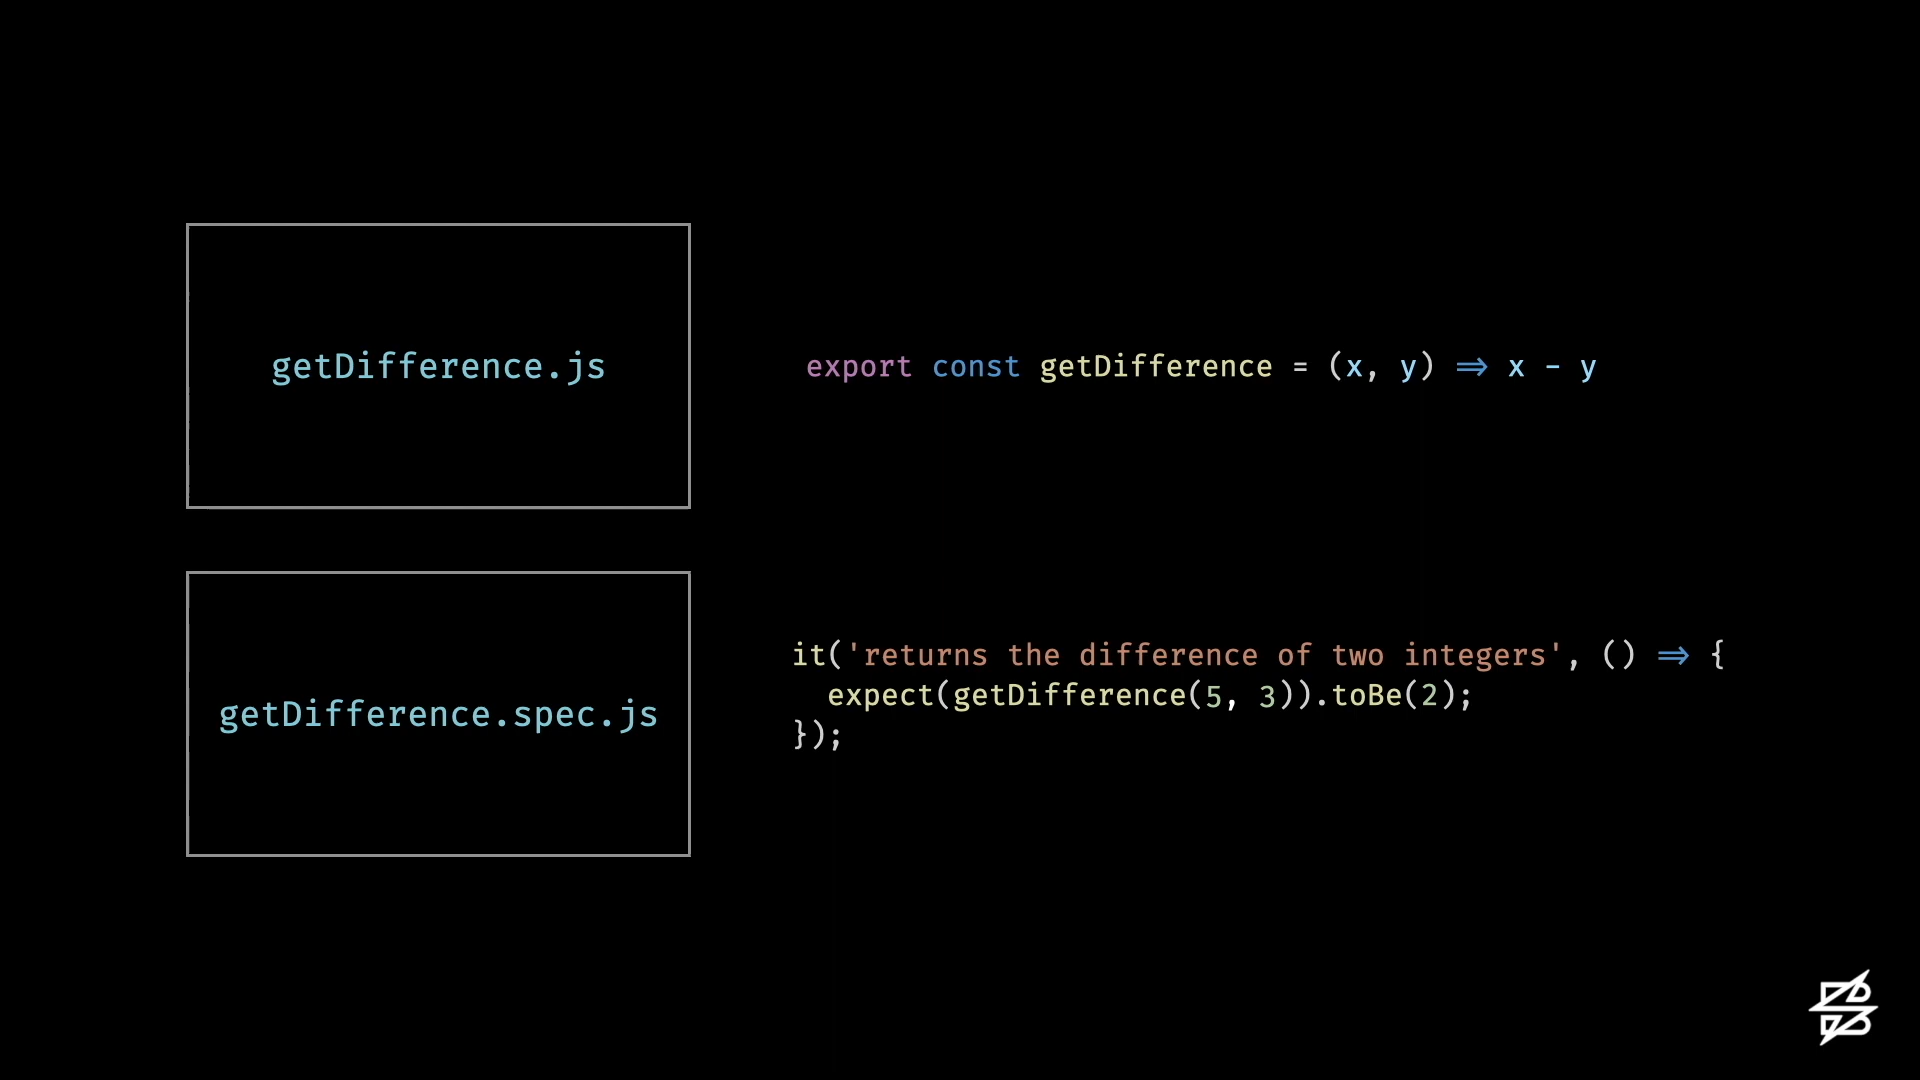 getDifference.js
export const getDifference = (x, y) => x - y
getDifference.spec.js
it('returns the difference of two integers', () => {
  expect(getDifference(5, 3)).toBe(2);
});